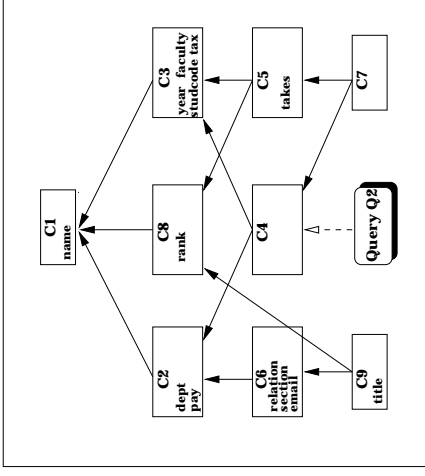 C1
name
C2
dept
pay
C8
rank
C3
year faculty
studcode tax
C6
relation
section
email
C4
C5
takes
C9
title
Query Q2
C7